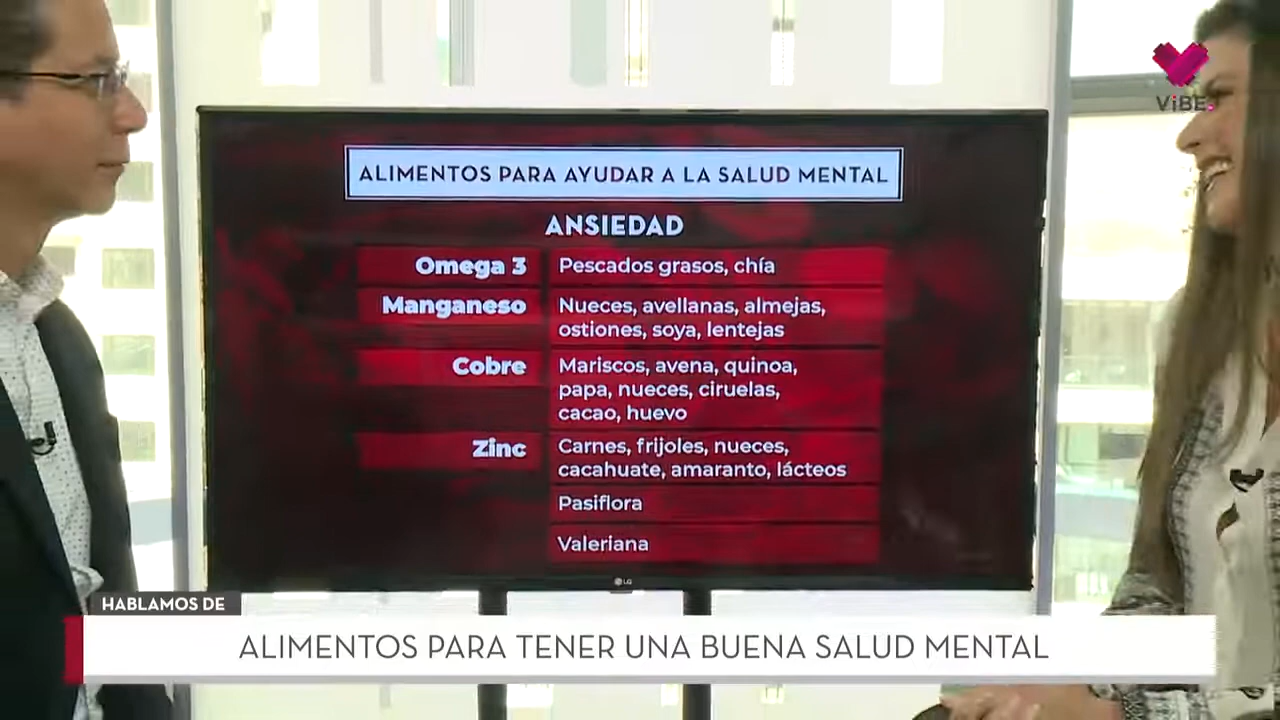 ViBE
ALIMENTOS PARA AYUDAR A LA SALUD MENTAL
ANSIEDAD
Omega 3 Pescados grasos, chía
Manganeso Nueces, avellanas, almejas,
ostiones, soya, lentejas
Cobre Mariscos, avena, quinoa,
papa, nueces, ciruelas,
cacao, huevo
Zinc Carnes, frijoles, nueces,
cacahuate, amaranto, lácteos
Pasiflora
Valeriana
LG
HABLAMOS DE
ALIMENTOS PARA TENER UNA BUENA SALUD MENTAL